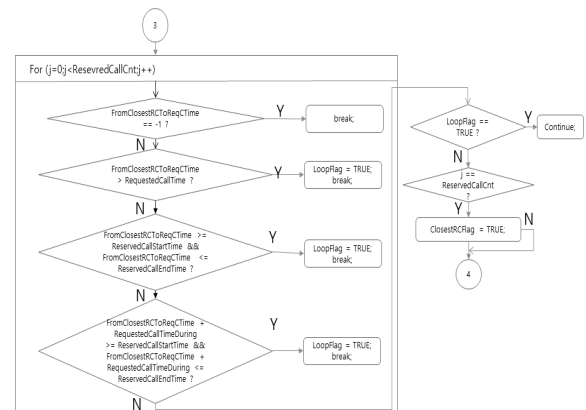 3
For (j=0;j<ResevredCallCnt;j++)
FromClosestRCToReqCTime
== -1 ?
Y
break;
N
FromClosestRCToReqCTime
> RequestedCallTime ?
Y
LoopFlag = TRUE;
break;
N
FromClosestRCToReqCTime >=
ReservedCallStartTime &&
FromClosestRCToReqCTime <=
ReservedCallEndTime ?
Y
LoopFlag = TRUE;
break;
N
FromClosestRCToReqCTime +
RequestedCallTimeDuring
>= ReservedCallStartTime &&
FromClosestRCToReqCTime +
RequestedCallTimeDuring <=
ReservedCallEndTime ?
Y
LoopFlag = TRUE;
break;
N
LoopFlag ==
TRUE ?
Y
Continue;
N
j ==
ReservedCallCnt
?
Y
N
ClosestRCFlag = TRUE;
4